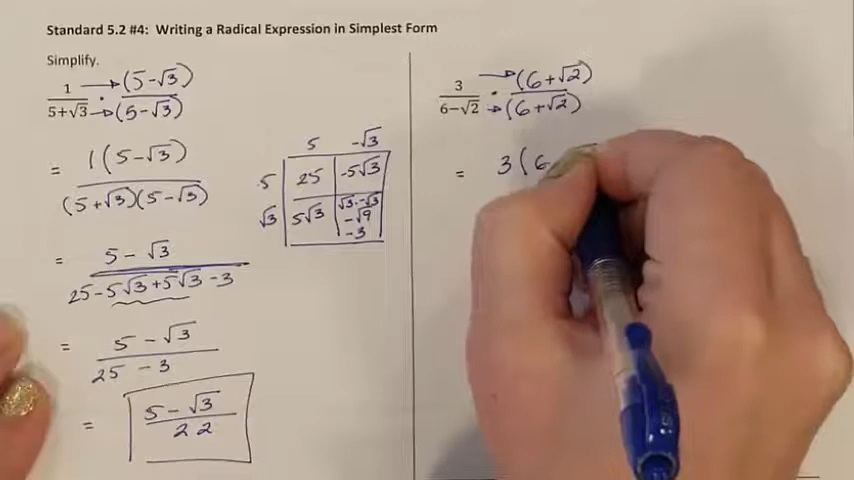 Standard 5.2 #4: Writing a Radical Expression in Simplest Form
Simplify.
1/(5+√3) → · (5-√3)/(5-√3)
= 1(5-√3)
(5+√3)(5-√3)
= 5 - √3
25-5√3+5√3-3
= 5 - √3
25 - 3
= 5-√3
22
5 -√3
5 25 -5√3
√3 5√3 √3·-√3
-√9
-3
3/(6-√2) → · (6+√2)/(6+√2)
= 3(6